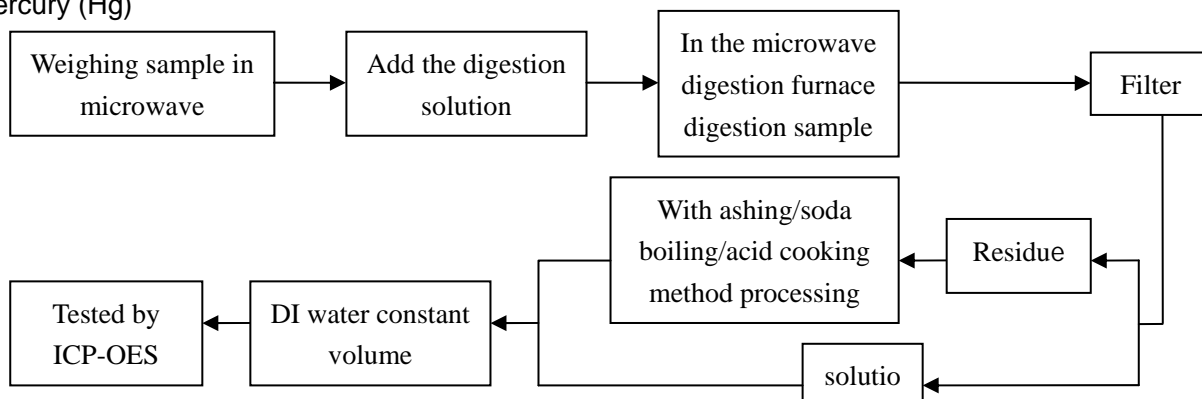 ercury (Hg)
Weighing sample in
microwave
Add the digestion
solution
In the microwave
digestion furnace
digestion sample
Filter
With ashing/soda
boiling/acid cooking
method processing
Residue
Tested by
ICP-OES
DI water constant
volume
solutio